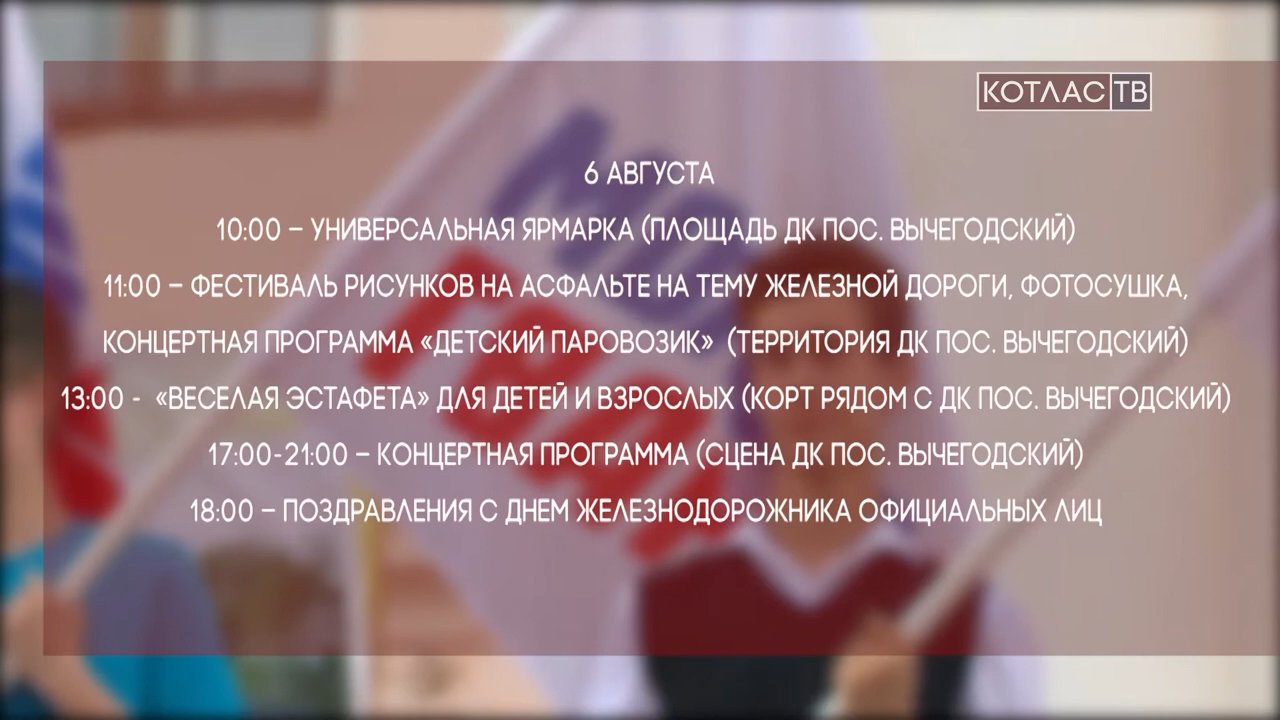 КОТЛАС ТВ
6 АВГУСТА
10:00 – УНИВЕРСАЛЬНАЯ ЯРМАРКА (ПЛОЩАДЬ ДК ПОС. ВЫЧЕГОДСКИЙ)
11:00 – ФЕСТИВАЛЬ РИСУНКОВ НА АСФАЛЬТЕ НА ТЕМУ ЖЕЛЕЗНОЙ ДОРОГИ, ФОТОСУШКА,
КОНЦЕРТНАЯ ПРОГРАММА «ДЕТСКИЙ ПАРОВОЗИК» (ТЕРРИТОРИЯ ДК ПОС. ВЫЧЕГОДСКИЙ)
13:00 - «ВЕСЕЛАЯ ЭСТАФЕТА» ДЛЯ ДЕТЕЙ И ВЗРОСЛЫХ (КОРТ РЯДОМ С ДК ПОС. ВЫЧЕГОДСКИЙ)
17:00-21:00 – КОНЦЕРТНАЯ ПРОГРАММА (СЦЕНА ДК ПОС. ВЫЧЕГОДСКИЙ)
18:00 – ПОЗДРАВЛЕНИЯ С ДНЕМ ЖЕЛЕЗНОДОРОЖНИКА ОФИЦИАЛЬНЫХ ЛИЦ